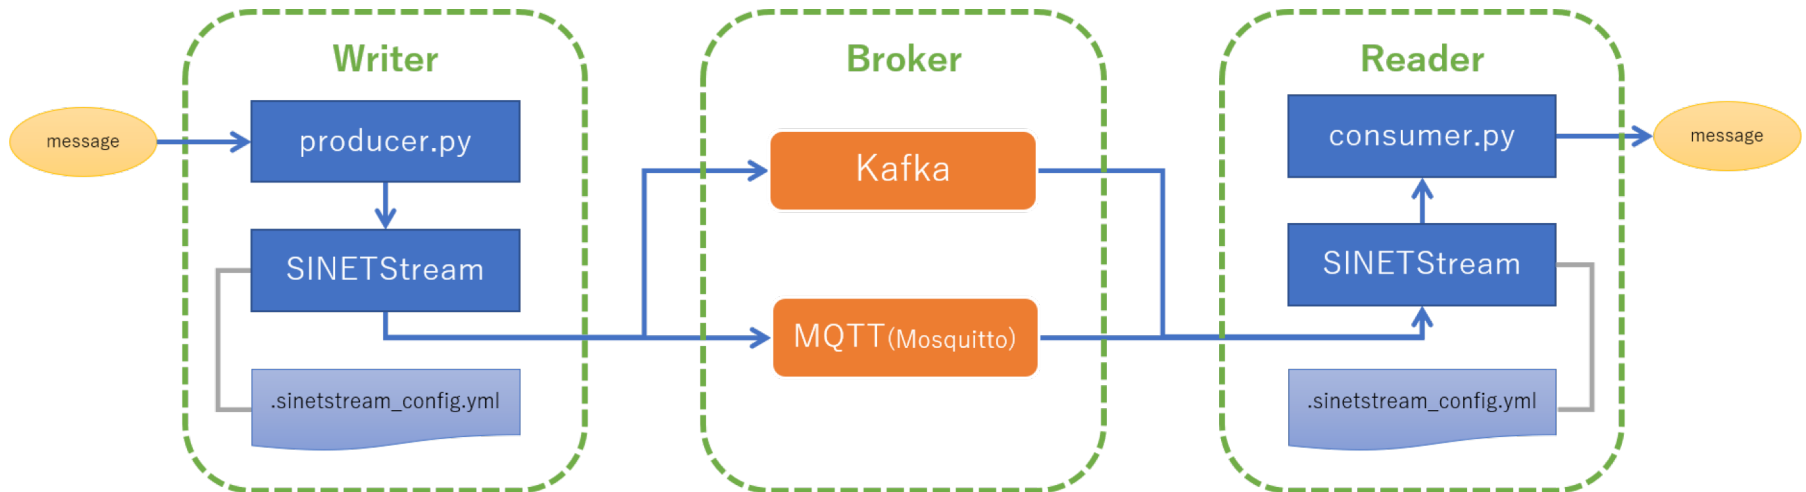 Writer
Broker
Reader
message
producer.py
Kafka
consumer.py
message
SINETStream
MQTT(Mosquitto)
SINETStream
.sinetstream_config.yml
.sinetstream_config.yml